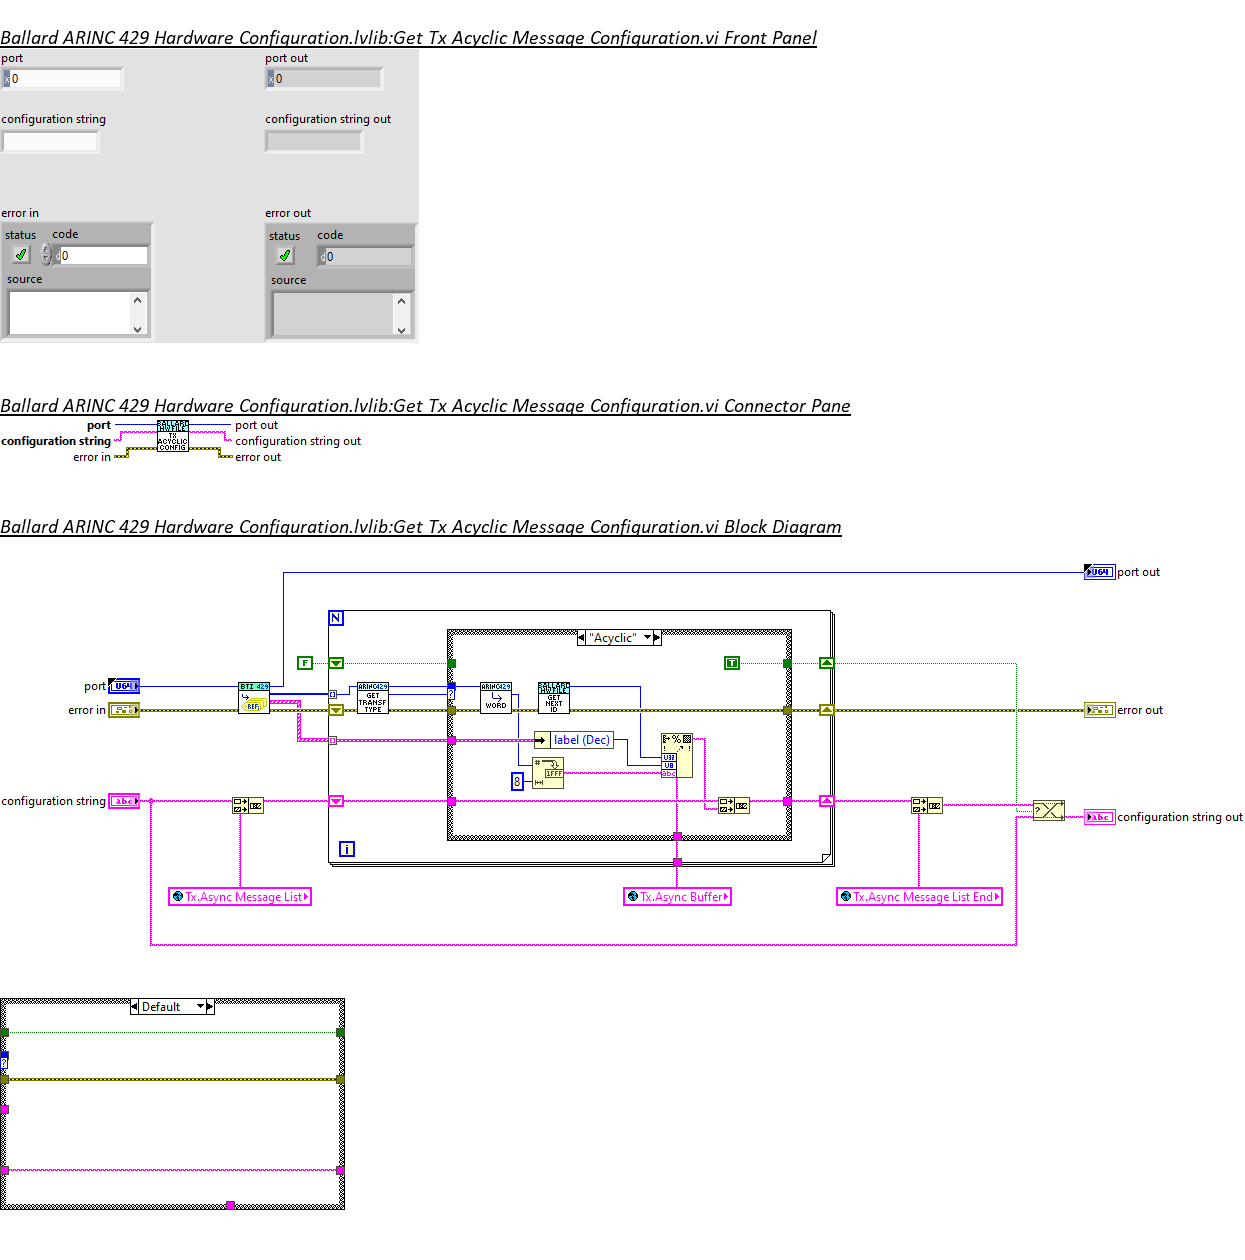 Ballard ARINC 429 Hardware Configuration.lvlib:Get Tx Acyclic Message Configuration.vi Front Panel
port
port out
x 0
x 0
configuration string
configuration string out
error in
error out
status code
status code
d 0
d 0
source
source
Ballard ARINC 429 Hardware Configuration.lvlib:Get Tx Acyclic Message Configuration.vi Connector Pane
port
BALLARD HWFILE
port out
configuration string
TX ACYCLIC CONFIG
configuration string out
error in
error out
Ballard ARINC 429 Hardware Configuration.lvlib:Get Tx Acyclic Message Configuration.vi Block Diagram
U64 port out
N
"Acyclic"
F
T
port U64
BTI 429
REF
ARINC429
GET TRANSF TYPE
?
ARINC429
WORD
BALLARD HWFILE
GET NEXT ID
error in
error out
label (Dec)
%
U32
U8
abc
#
1FFF
8
configuration string abc
?
abc configuration string out
i
Tx.Async Message List
Tx.Async Buffer
Tx.Async Message List End
Default
?